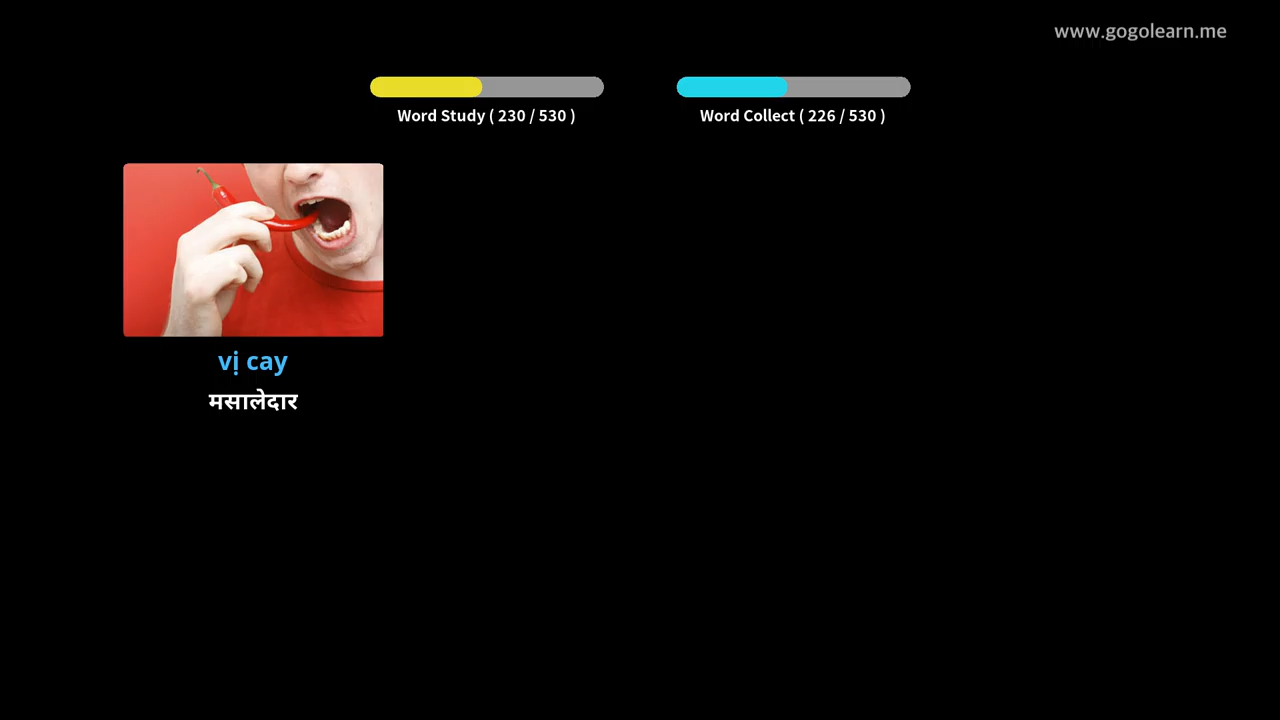 www.gogolearn.me
Word Study ( 230 / 530 )
Word Collect ( 226 / 530 )
vị cay
मसालेदार